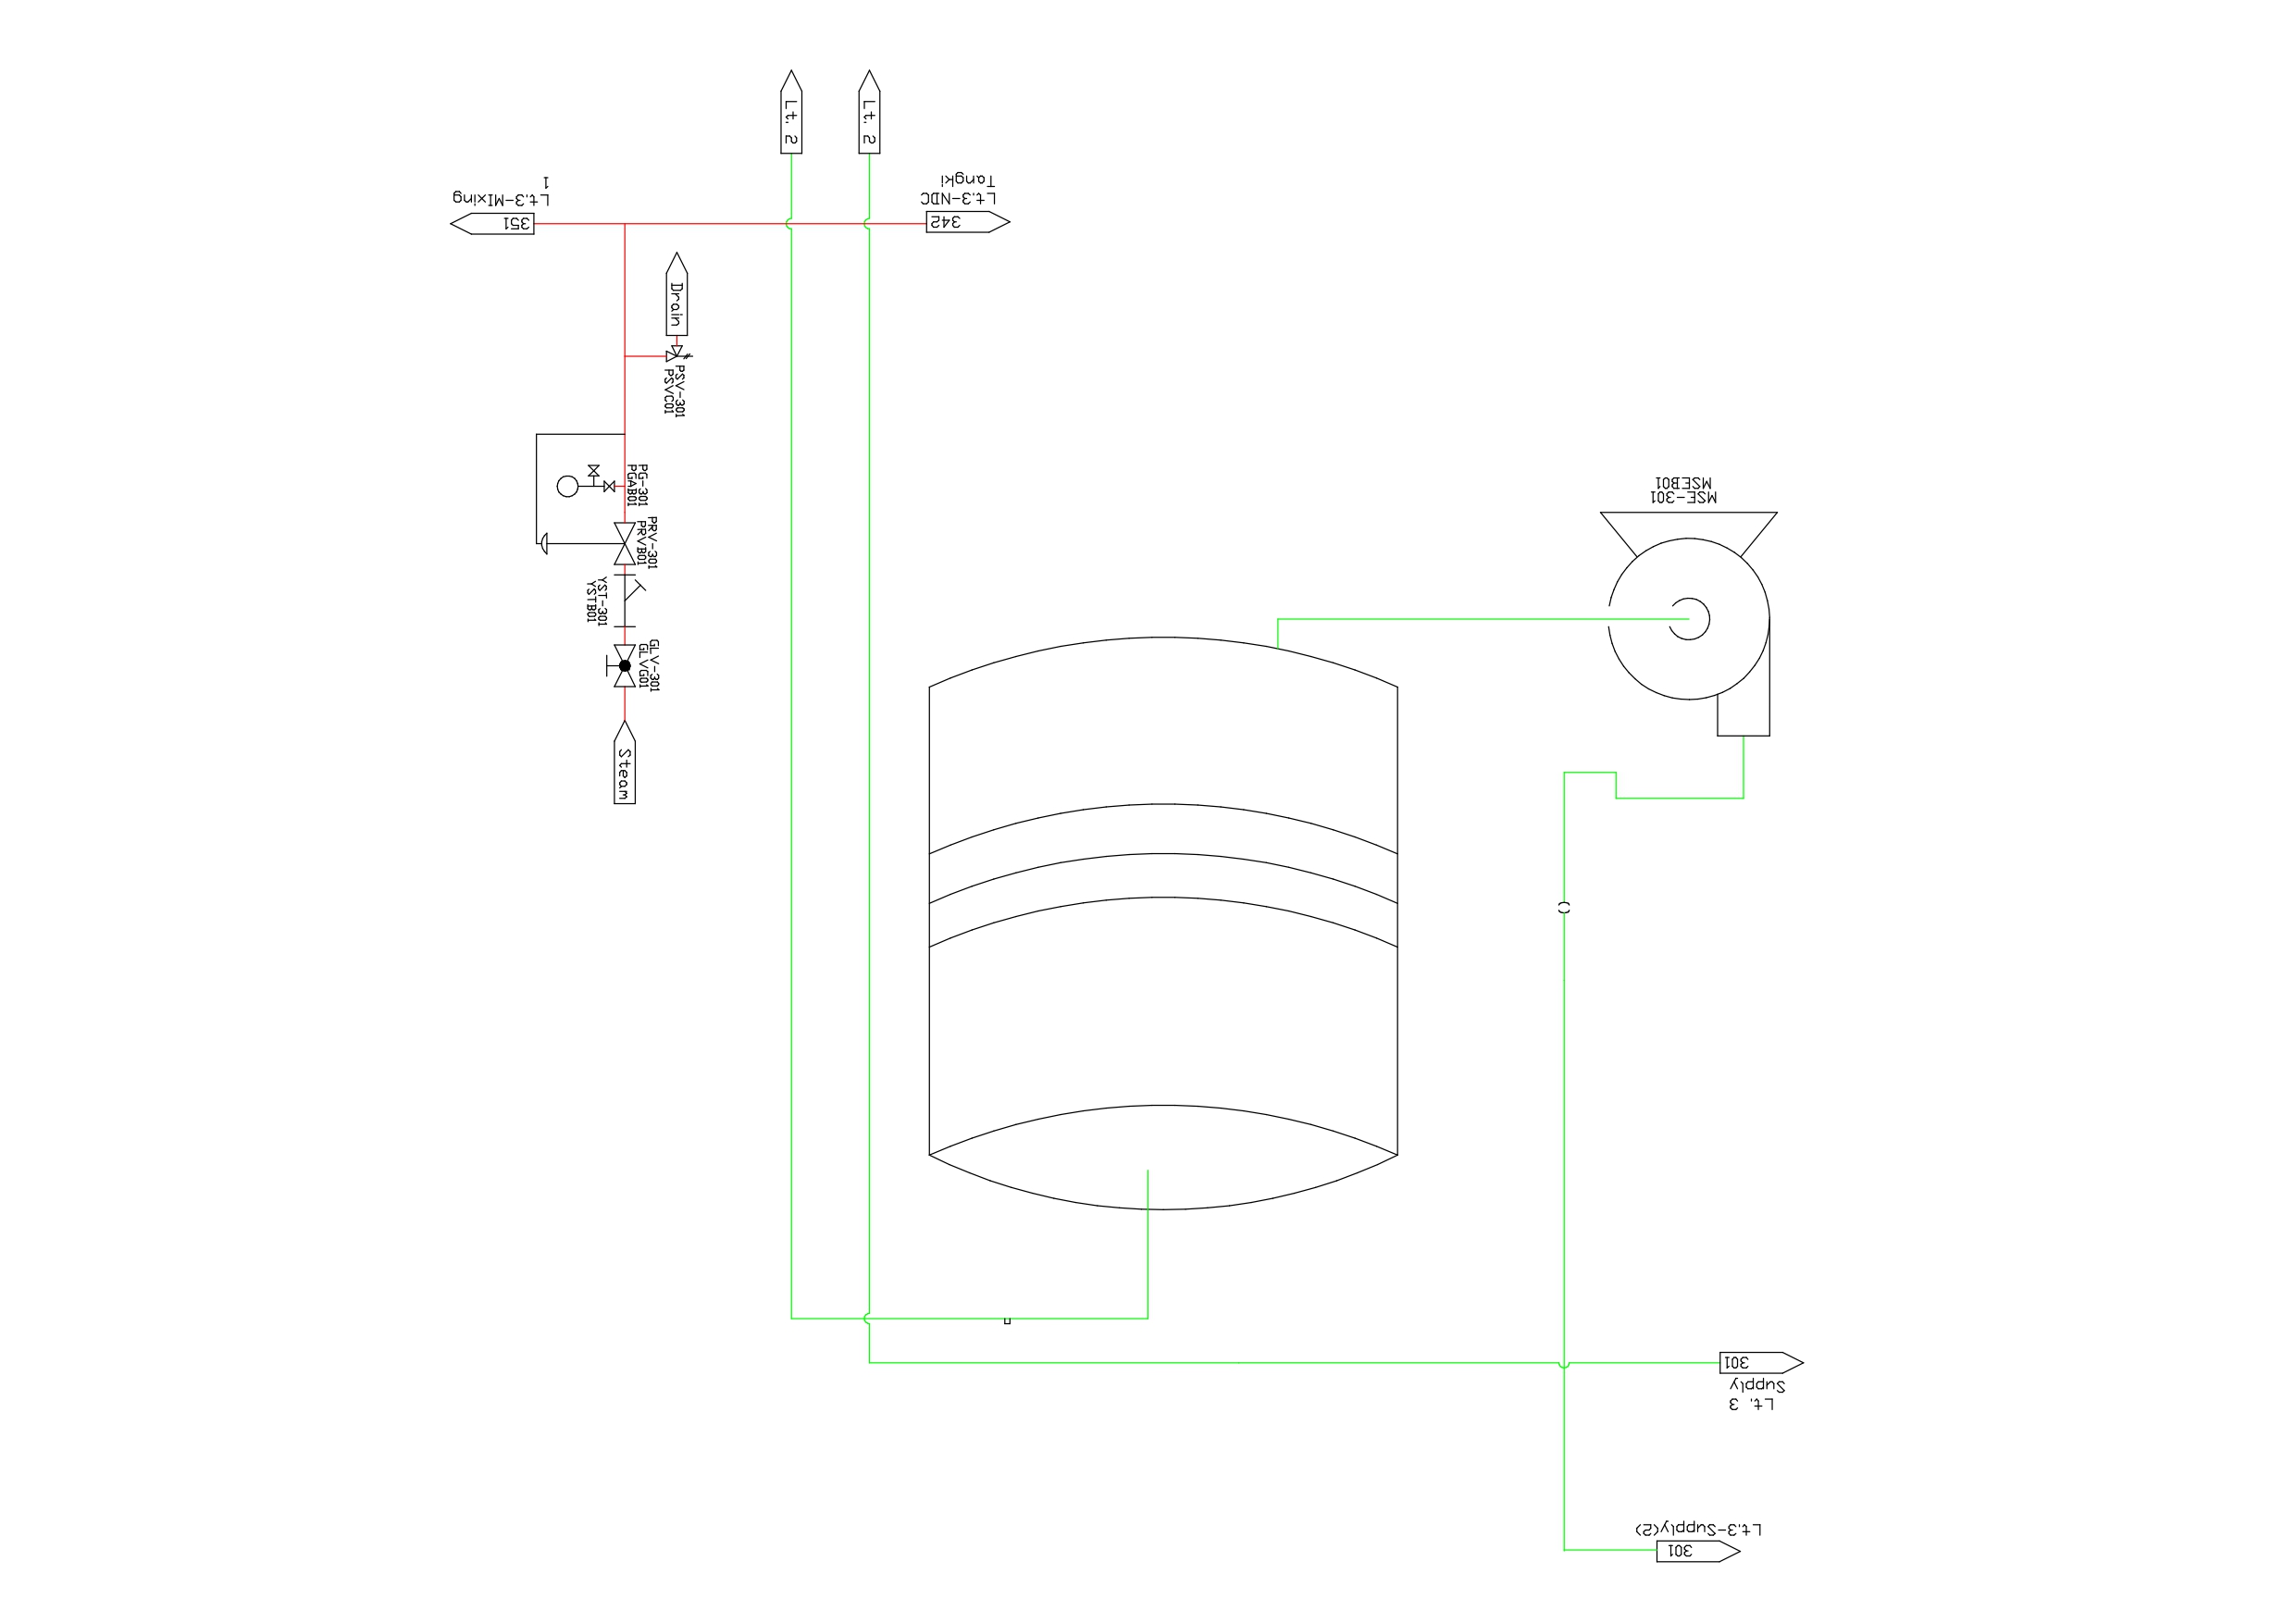 Lt. 2
Lt. 2
Lt.3-MIxing
1
351
Lt.3-NDC
Tangki
342
Drain
PSV-301
PSVC01
PG-301
PGAB01
PRV-301
PRVB01
YST-301
YSTB01
GLV-301
GLVG01
Steam
MSE-301
MSEB01
301
Lt. 3
Supply
Lt.3-Supply(2)
301